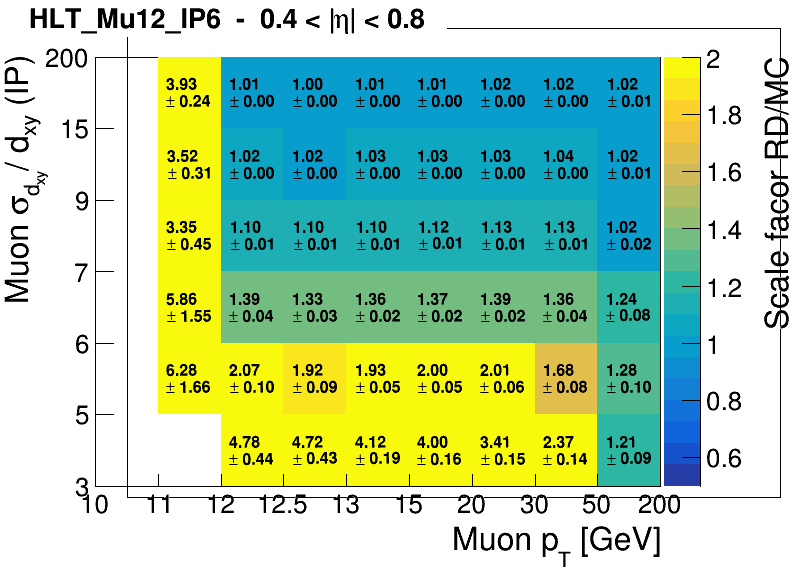 HLT_Mu12_IP6 - 0.4 < |η| < 0.8
Muon σ_{d_{xy}} / d_{xy} (IP)
200
15
9
7
6
5
3
3.93 1.01 1.00 1.01 1.01 1.02 1.02 1.02
± 0.24 ± 0.00 ± 0.00 ± 0.00 ± 0.00 ± 0.00 ± 0.00 ± 0.01
3.52 1.02 1.02 1.03 1.03 1.03 1.04 1.02
± 0.31 ± 0.00 ± 0.00 ± 0.00 ± 0.00 ± 0.00 ± 0.00 ± 0.01
3.35 1.10 1.10 1.10 1.12 1.13 1.13 1.02
± 0.45 ± 0.01 ± 0.01 ± 0.01 ± 0.01 ± 0.01 ± 0.01 ± 0.02
5.86 1.39 1.33 1.36 1.37 1.39 1.36 1.24
± 1.55 ± 0.04 ± 0.03 ± 0.02 ± 0.02 ± 0.02 ± 0.04 ± 0.08
6.28 2.07 1.92 1.93 2.00 2.01 1.68 1.28
± 1.66 ± 0.10 ± 0.09 ± 0.05 ± 0.05 ± 0.06 ± 0.08 ± 0.10
4.78 4.72 4.12 4.00 3.41 2.37 1.21
± 0.44 ± 0.43 ± 0.19 ± 0.16 ± 0.15 ± 0.14 ± 0.09
10 11 12 12.5 13 15 20 30 50 200
Muon p_T [GeV]
2
1.8
1.6
1.4
1.2
1
0.8
0.6
Scale facor RD/MC